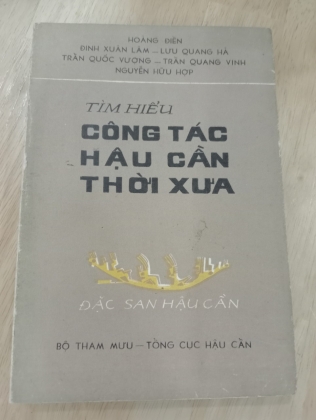 HOÀNG ĐIỀN
ĐINH XUÂN LÂM — LƯU QUANG HÀ
TRẦN QUỐC VƯỢNG — TRẦN QUANG VINH
NGUYỄN HỮU HỢP
TÌM HIỂU
CÔNG TÁC
HẬU CẦN
THỜI XƯA
ĐẶC SAN HẬU CẦN
BỘ THAM MƯU — TỔNG CỤC HẬU CẦN